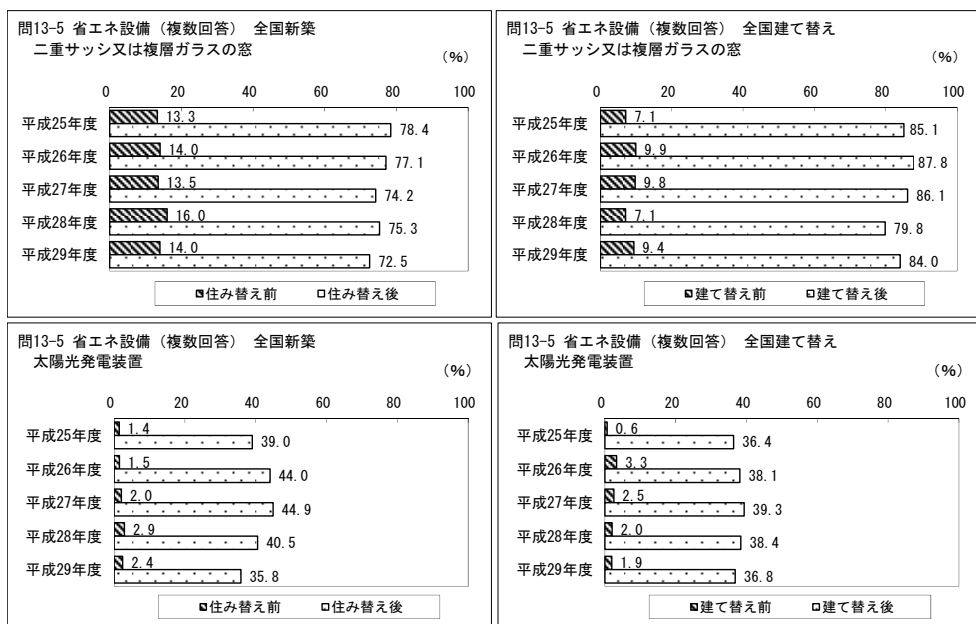 問13-5 省エネ設備（複数回答） 全国新築
二重サッシ又は複層ガラスの窓
（%）
0 20 40 60 80 100
平成25年度 13.3 78.4
平成26年度 14.0 77.1
平成27年度 13.5 74.2
平成28年度 16.0 75.3
平成29年度 14.0 72.5
住み替え前 住み替え後
問13-5 省エネ設備（複数回答） 全国建て替え
二重サッシ又は複層ガラスの窓
（%）
0 20 40 60 80 100
平成25年度 7.1 85.1
平成26年度 9.9 87.8
平成27年度 9.8 86.1
平成28年度 7.1 79.8
平成29年度 9.4 84.0
建て替え前 建て替え後
問13-5 省エネ設備（複数回答） 全国新築
太陽光発電装置
（%）
0 20 40 60 80 100
平成25年度 1.4 39.0
平成26年度 1.5 44.0
平成27年度 2.0 44.9
平成28年度 2.9 40.5
平成29年度 2.4 35.8
住み替え前 住み替え後
問13-5 省エネ設備（複数回答） 全国建て替え
太陽光発電装置
（%）
0 20 40 60 80 100
平成25年度 0.6 36.4
平成26年度 3.3 38.1
平成27年度 2.5 39.3
平成28年度 2.0 38.4
平成29年度 1.9 36.8
建て替え前 建て替え後